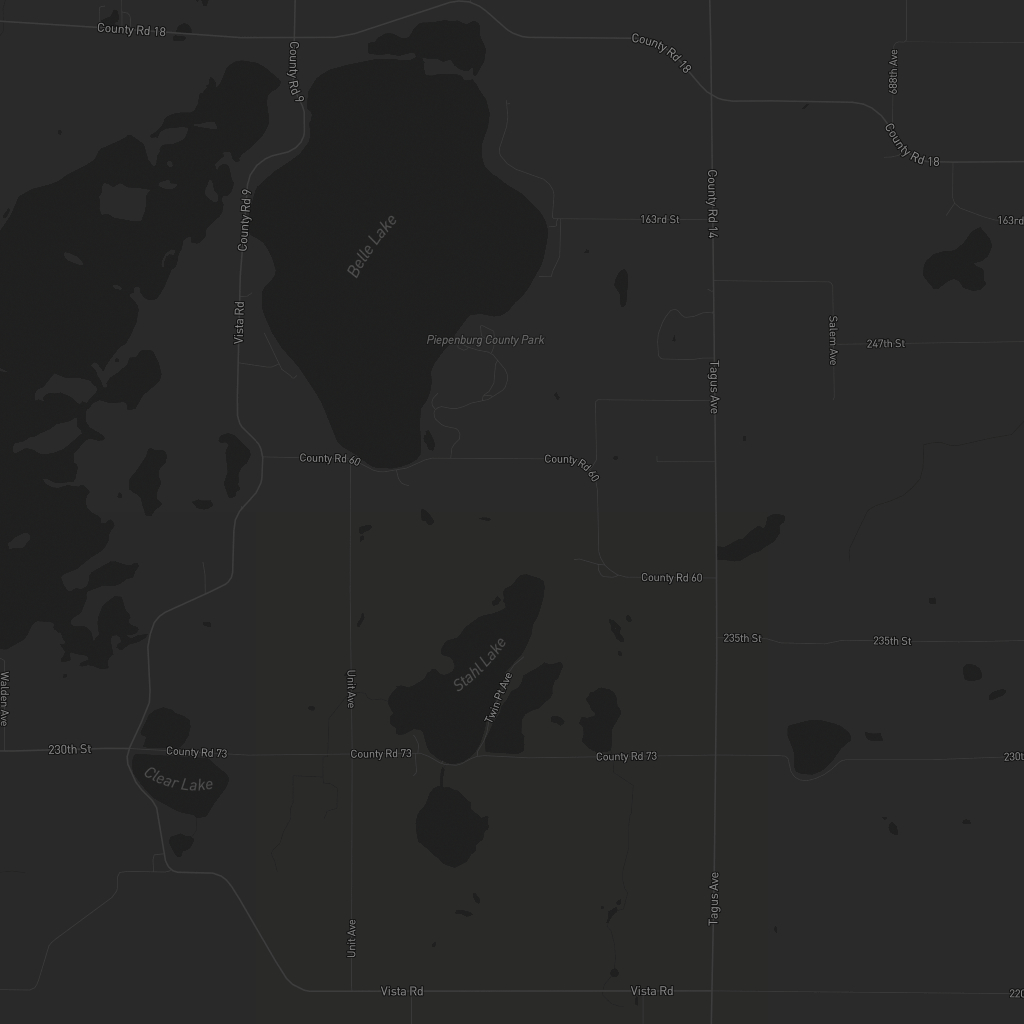 County Rd 18
County Rd 9
County Rd 18
688th Ave
County Rd 18
County Rd 9
County Rd 14
163rd St
163rd
Belle Lake
Vista Rd
Piepenburg County Park
Salem Ave
247th St
Tagus Ave
County Rd 60
County Rd 60
County Rd 60
235th St
235th St
Stahl Lake
Walden Ave
Unit Ave
Twin Pt Ave
230th St
County Rd 73
County Rd 73
County Rd 73
230t
Clear Lake
Tagus Ave
Unit Ave
Vista Rd
Vista Rd
220